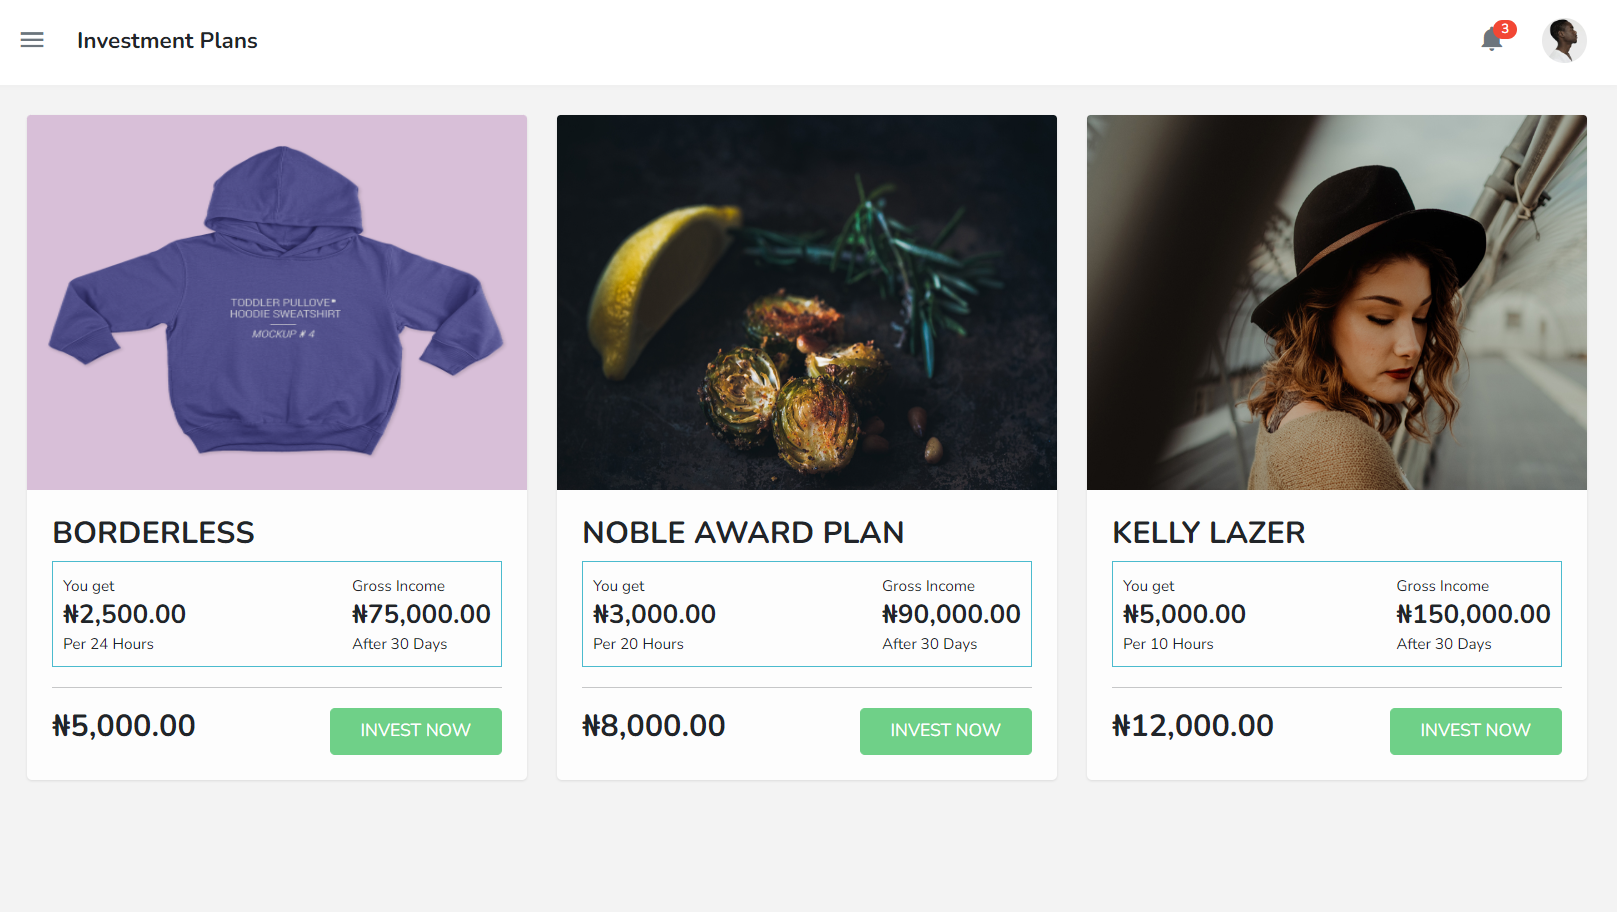 Investment Plans
3
TODDLER PULLOVE*
HOODIE SWEATSHIRT
MOCKUP # 4
BORDERLESS
You get
₦2,500.00
Per 24 Hours
Gross Income
₦75,000.00
After 30 Days
₦5,000.00
INVEST NOW
NOBLE AWARD PLAN
You get
₦3,000.00
Per 20 Hours
Gross Income
₦90,000.00
After 30 Days
₦8,000.00
INVEST NOW
KELLY LAZER
You get
₦5,000.00
Per 10 Hours
Gross Income
₦150,000.00
After 30 Days
₦12,000.00
INVEST NOW